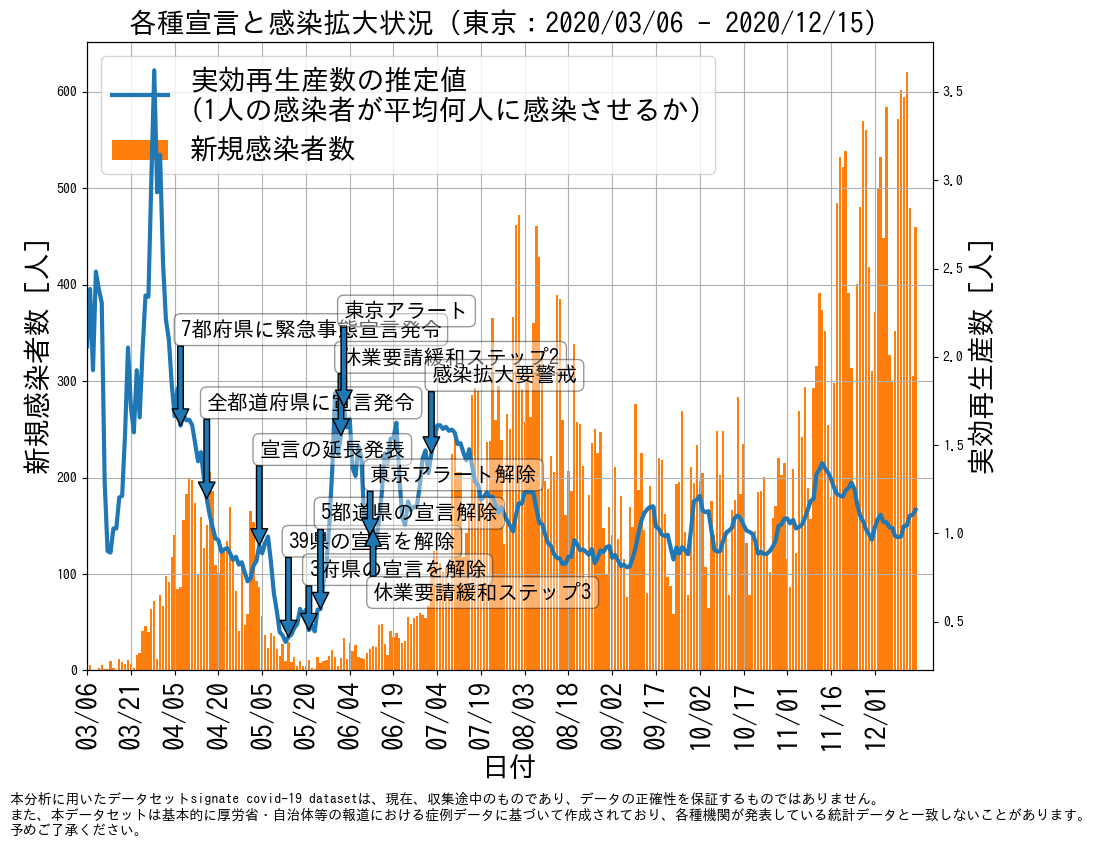 各種宣言と感染拡大状況 (東京：2020/03/06 - 2020/12/15)
実効再生産数の推定値
(1人の感染者が平均何人に感染させるか)
新規感染者数
新規感染者数 [人]
600
500
400
300
200
100
0
実効再生産数 [人]
3.5
3.0
2.5
2.0
1.5
1.0
0.5
東京アラート
7都府県に緊急事態宣言発令
休業要請緩和ステップ2
感染拡大要警戒
全都道府県に宣言発令
宣言の延長発表
東京アラート解除
5都道県の宣言解除
39県の宣言を解除
3府県の宣言を解除
休業要請緩和ステップ3
03/06
03/21
04/05
04/20
05/05
05/20
06/04
06/19
07/04
07/19
08/03
08/18
09/02
09/17
10/02
10/17
11/01
11/16
12/01
日付
本分析に用いたデータセットsignate covid-19 datasetは、現在、収集途中のものであり、データの正確性を保証するものではありません。
また、本データセットは基本的に厚労省・自治体等の報道における症例データに基づいて作成されており、各種機関が発表している統計データと一致しないことがあります。
予めご了承ください。